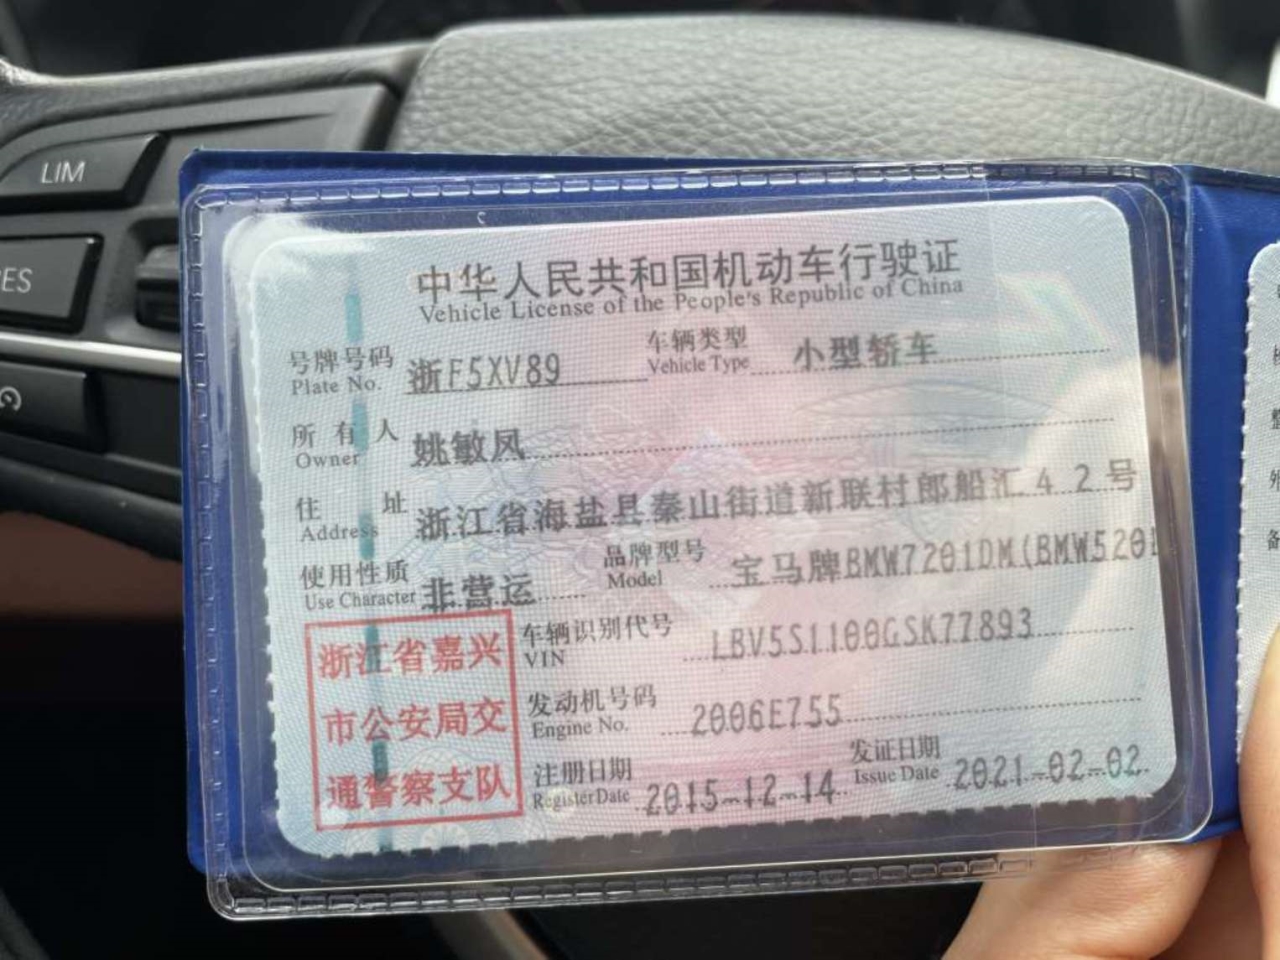 LIM
ES
中华人民共和国机动车行驶证
Vehicle License of the People's Republic of China
号牌号码 浙F5XV89 车辆类型 小型轿车
Plate No. Vehicle Type
所有人 姚敏凤
Owner
住址 浙江省海盐县秦山街道新联村郎船汇42号
Address
使用性质 非营运 品牌型号 宝马牌BMW7201DM(BMW520i
Use Character Model
浙江省嘉兴
市公安局交
通警察支队
车辆识别代号 LBV5S1100GSK77893
VIN
发动机号码 2006E755
Engine No.
注册日期 2015-12-14 发证日期 2021-02-02
Register Date Issue Date